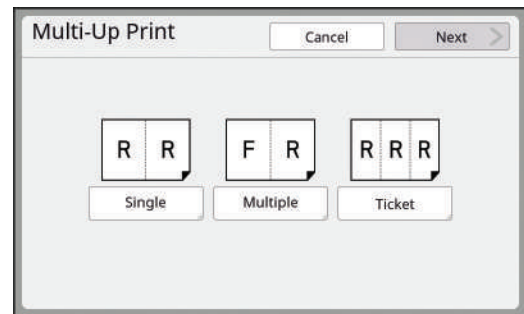 Multi-Up Print
Cancel
Next
R R
F R
R R R
Single
Multiple
Ticket